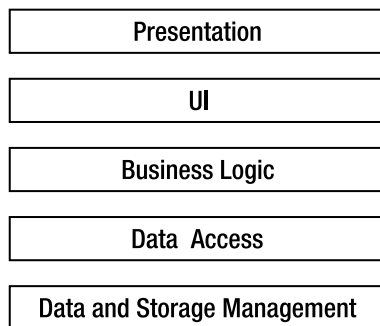 Presentation
UI
Business Logic
Data Access
Data and Storage Management